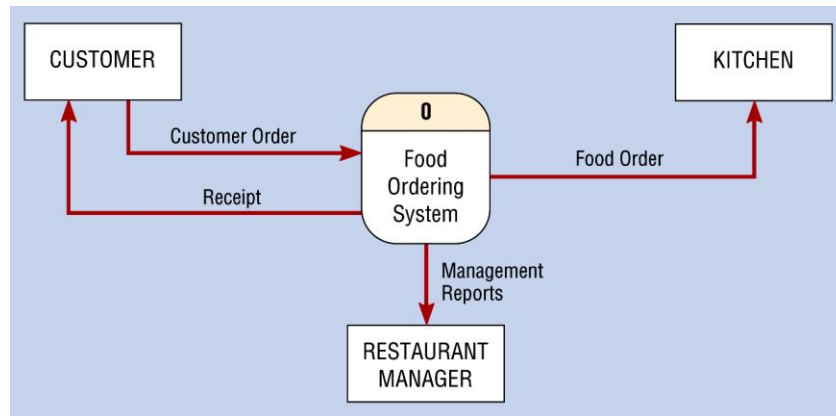 CUSTOMER
KITCHEN
0
Customer Order
Food
Ordering
System
Food Order
Receipt
Management
Reports
RESTAURANT
MANAGER